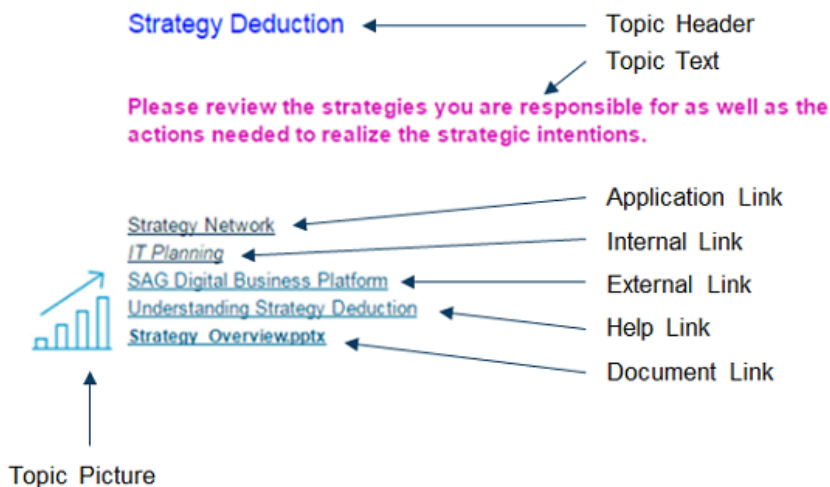 Strategy Deduction
Topic Header
Topic Text
Please review the strategies you are responsible for as well as the
actions needed to realize the strategic intentions.
Application Link
Strategy Network
Internal Link
IT Planning
SAG Digital Business Platform
External Link
Understanding Strategy Deduction
Help Link
Strategy_Overview.pptx
Document Link
Topic Picture